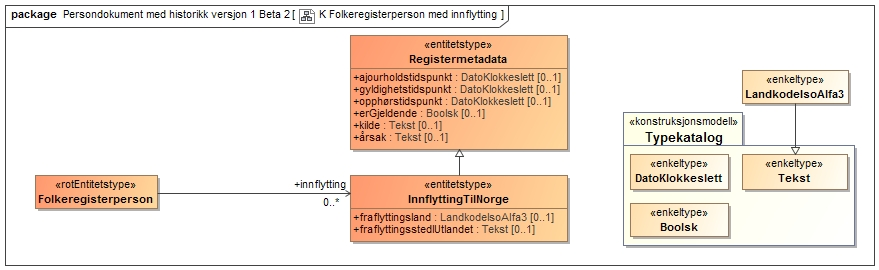 package Persondokument med historikk versjon 1 Beta 2 [ K Folkeregisterperson med innflytting ]
«entitetstype»
Registermetadata
+ajourholdstidspunkt : DatoKlokkeslett [0..1]
+gyldighetstidspunkt : DatoKlokkeslett [0..1]
+opphørstidspunkt : DatoKlokkeslett [0..1]
+erGjeldende : Boolsk [0..1]
+kilde : Tekst [0..1]
+årsak : Tekst [0..1]
«enkeltype»
LandkodeIsoAlfa3
«konstruksjonsmodell»
Typekatalog
«enkeltype»
DatoKlokkeslett
«enkeltype»
Tekst
«enkeltype»
Boolsk
«rotEntitetstype»
Folkeregisterperson
+innflytting
0..*
«entitetstype»
InnflyttingTilNorge
+fraflyttingsland : LandkodeIsoAlfa3 [0..1]
+fraflyttingsstedIUtlandet : Tekst [0..1]